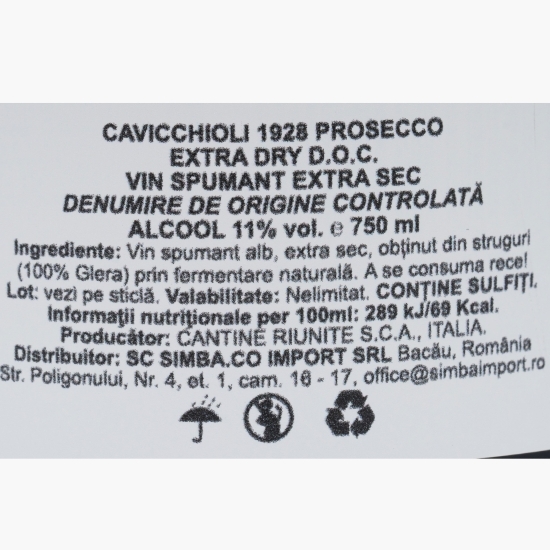 CAVICCHIOLI 1928 PROSECCO
EXTRA DRY D.O.C.
VIN SPUMANT EXTRA SEC
DENUMIRE DE ORIGINE CONTROLATĂ
ALCOOL 11% vol. ℮ 750 ml
Ingrediente: Vin spumant alb, extra sec, obținut din struguri
(100% Glera) prin fermentare naturală. A se consuma rece!
Lot: vezi pe sticlă. Valabilitate: Nelimitat. CONȚINE SULFIȚI.
Informații nutriționale per 100ml: 289 kJ/69 Kcal.
Producător: CANTINE RIUNITE S.C.A., ITALIA.
Distribuitor: SC SIMBA.CO IMPORT SRL Bacău, România
Str. Poligonului, Nr. 4, et. 1, cam. 16 - 17, office@simbaimport.ro